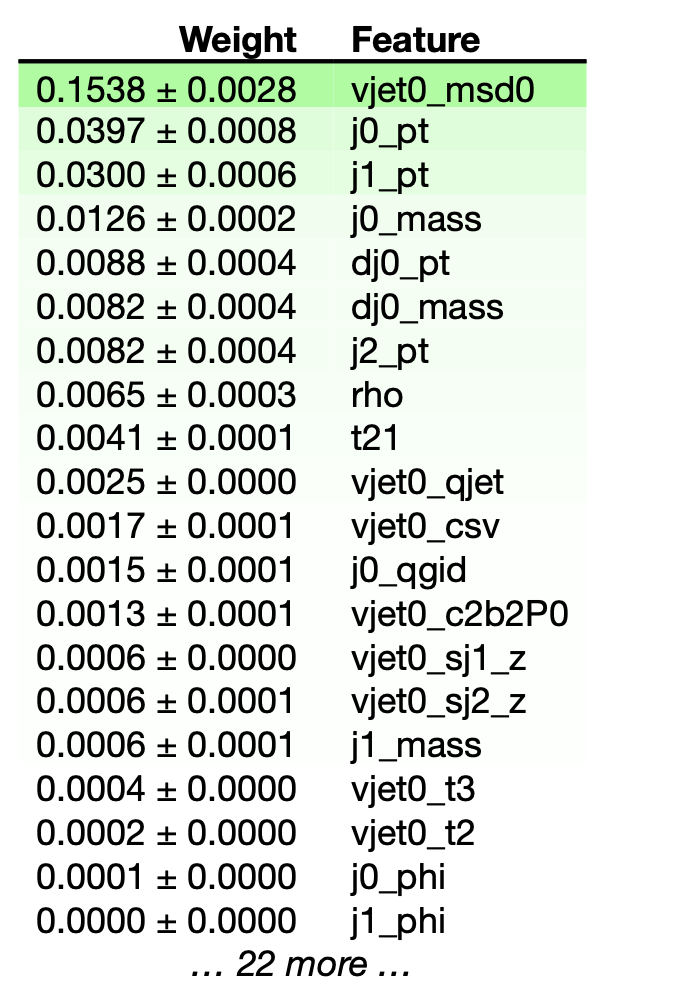 Weight Feature
0.1538 ± 0.0028 vjet0_msd0
0.0397 ± 0.0008 j0_pt
0.0300 ± 0.0006 j1_pt
0.0126 ± 0.0002 j0_mass
0.0088 ± 0.0004 dj0_pt
0.0082 ± 0.0004 dj0_mass
0.0082 ± 0.0004 j2_pt
0.0065 ± 0.0003 rho
0.0041 ± 0.0001 t21
0.0025 ± 0.0000 vjet0_qjet
0.0017 ± 0.0001 vjet0_csv
0.0015 ± 0.0001 j0_qgid
0.0013 ± 0.0001 vjet0_c2b2P0
0.0006 ± 0.0000 vjet0_sj1_z
0.0006 ± 0.0001 vjet0_sj2_z
0.0006 ± 0.0001 j1_mass
0.0004 ± 0.0000 vjet0_t3
0.0002 ± 0.0000 vjet0_t2
0.0001 ± 0.0000 j0_phi
0.0000 ± 0.0000 j1_phi
… 22 more …